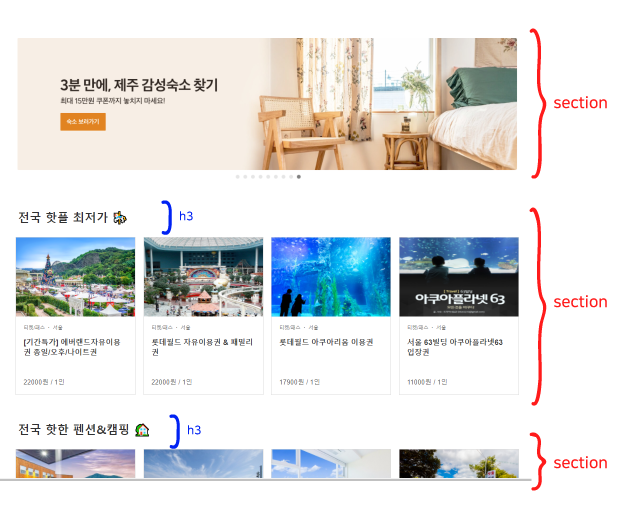 3분 만에, 제주 감성숙소 찾기
최대 15만원 쿠폰까지 놓치지 마세요!
숙소 보러가기
section
전국 핫플 최저가
h3
아쿠아플라넷 63
section
티켓/패스 · 서울
티켓/패스 · 서울
티켓/패스 · 서울
티켓/패스 · 서울
[기간특가] 에버랜드자유이용
권 종일/오후/나이트권
롯데월드 자유이용권 & 패밀리
권
롯데월드 아쿠아리움 이용권
서울 63빌딩 아쿠아플라넷63
입장권
22000원 / 1인
22000원 / 1인
17900원 / 1인
11000원 / 1인
전국 핫한 펜션&캠핑
h3
section